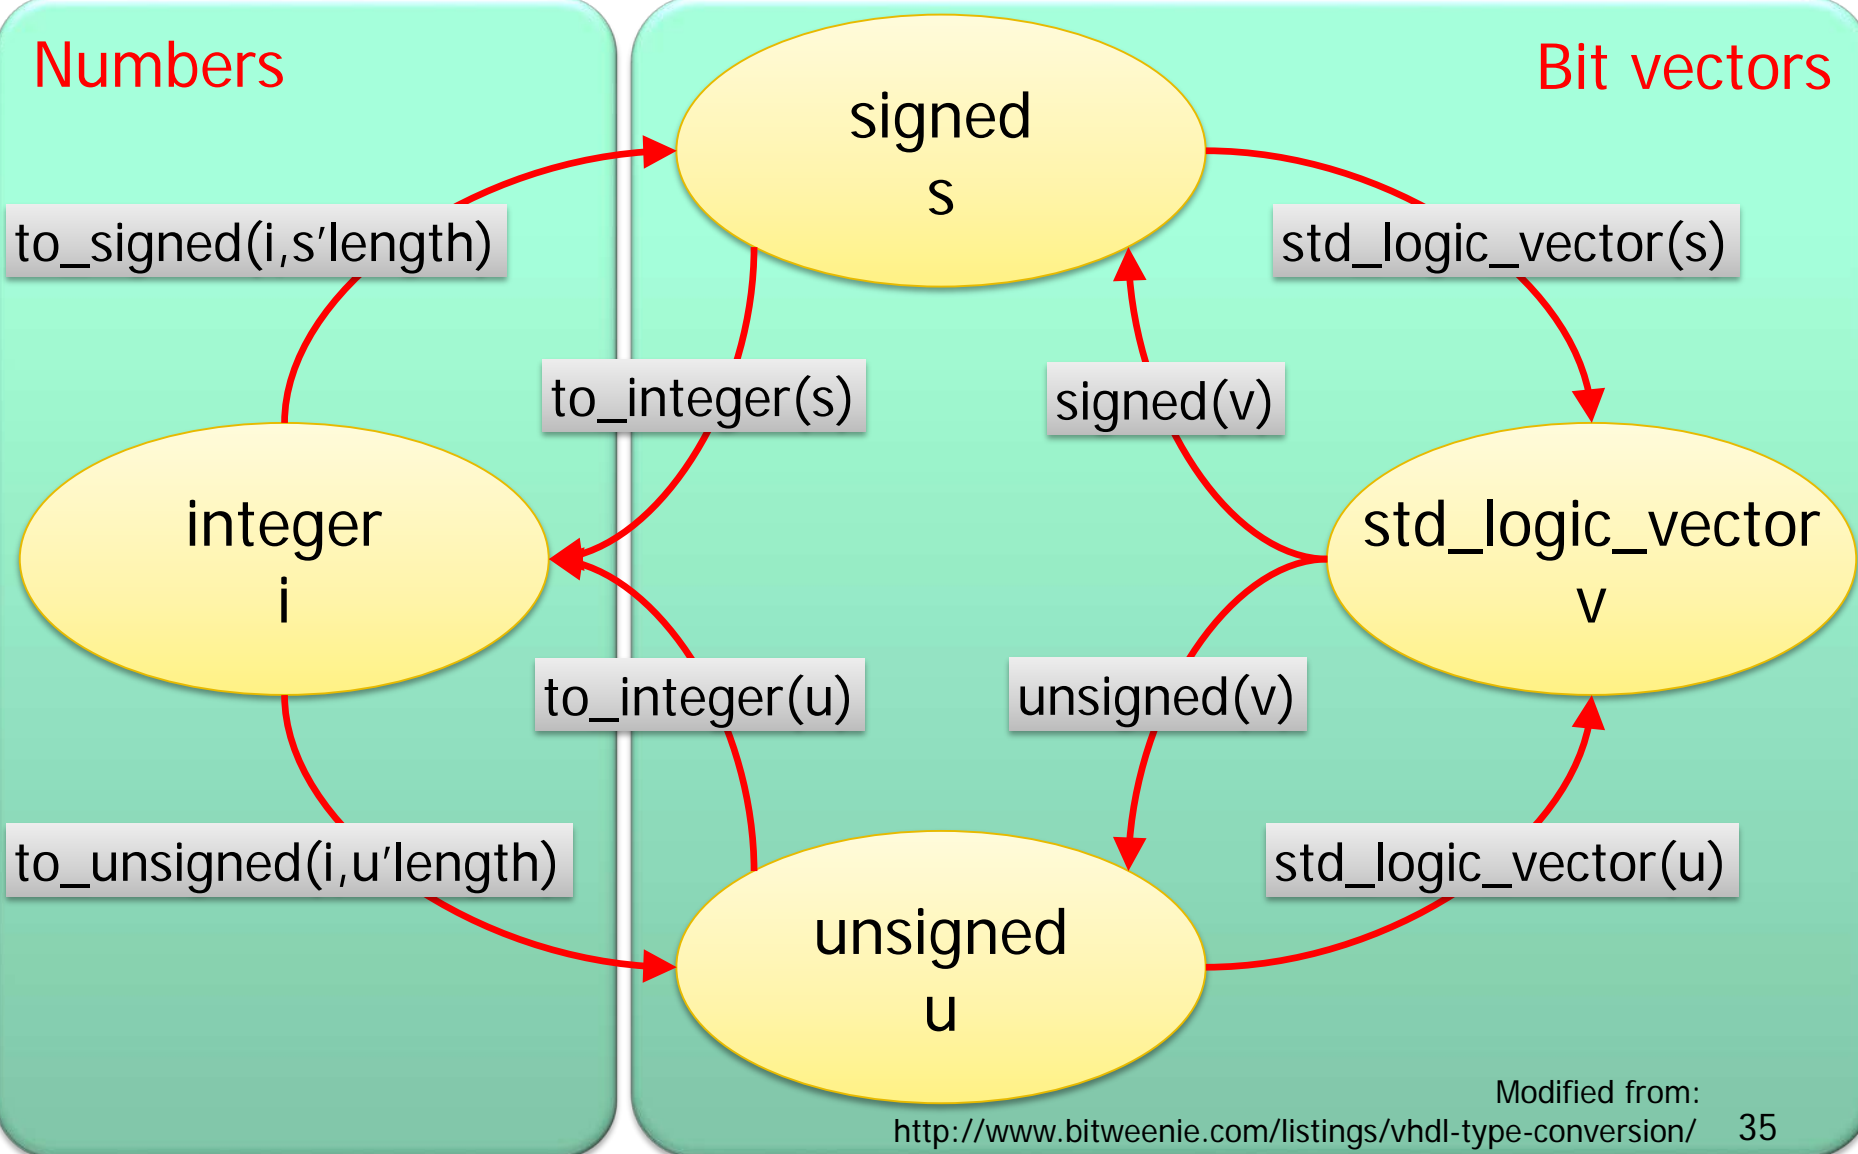 Numbers
Bit vectors
signed
s
to_signed(i,s’length)
std_logic_vector(s)
to_integer(s)
signed(v)
integer
i
std_logic_vector
v
to_integer(u)
unsigned(v)
to_unsigned(i,u’length)
std_logic_vector(u)
unsigned
u
Modified from:
http://www.bitweenie.com/listings/vhdl-type-conversion/
35